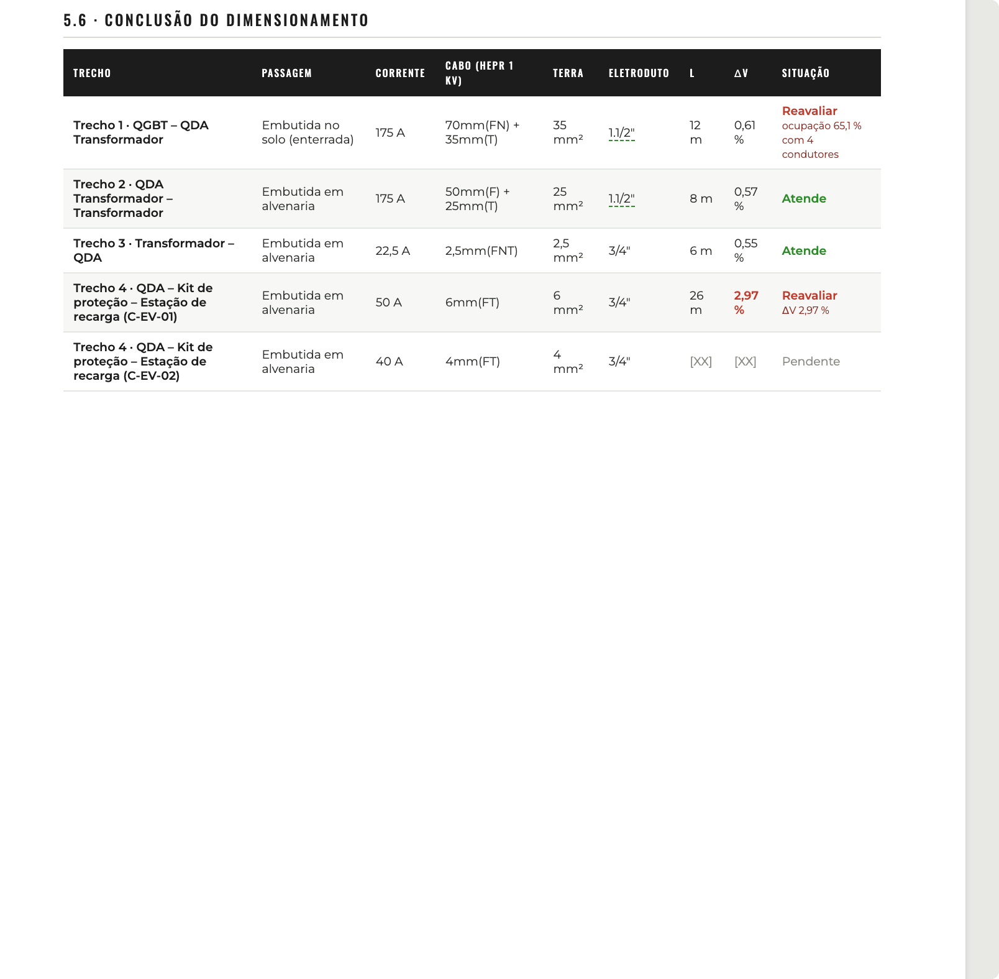 5.6 · CONCLUSÃO DO DIMENSIONAMENTO
TRECHO PASSAGEM CORRENTE CABO (HEPR 1 KV) TERRA ELETRODUTO L ΔV SITUAÇÃO
Trecho 1 · QGBT – QDA
Transformador
Embutida no
solo (enterrada)
175 A
70mm(FN) +
35mm(T)
35
mm²
1.1/2"
12
m
0,61
%
Reavaliar
ocupação 65,1 %
com 4
condutores
Trecho 2 · QDA
Transformador –
Transformador
Embutida em
alvenaria
175 A
50mm(F) +
25mm(T)
25
mm²
1.1/2"
8 m
0,57
%
Atende
Trecho 3 · Transformador –
QDA
Embutida em
alvenaria
22,5 A
2,5mm(FNT)
2,5
mm²
3/4"
6 m
0,55
%
Atende
Trecho 4 · QDA – Kit de
proteção – Estação de
recarga (C-EV-01)
Embutida em
alvenaria
50 A
6mm(FT)
6
mm²
3/4"
26
m
2,97
%
Reavaliar
ΔV 2,97 %
Trecho 4 · QDA – Kit de
proteção – Estação de
recarga (C-EV-02)
Embutida em
alvenaria
40 A
4mm(FT)
4
mm²
3/4"
[XX]
[XX]
Pendente